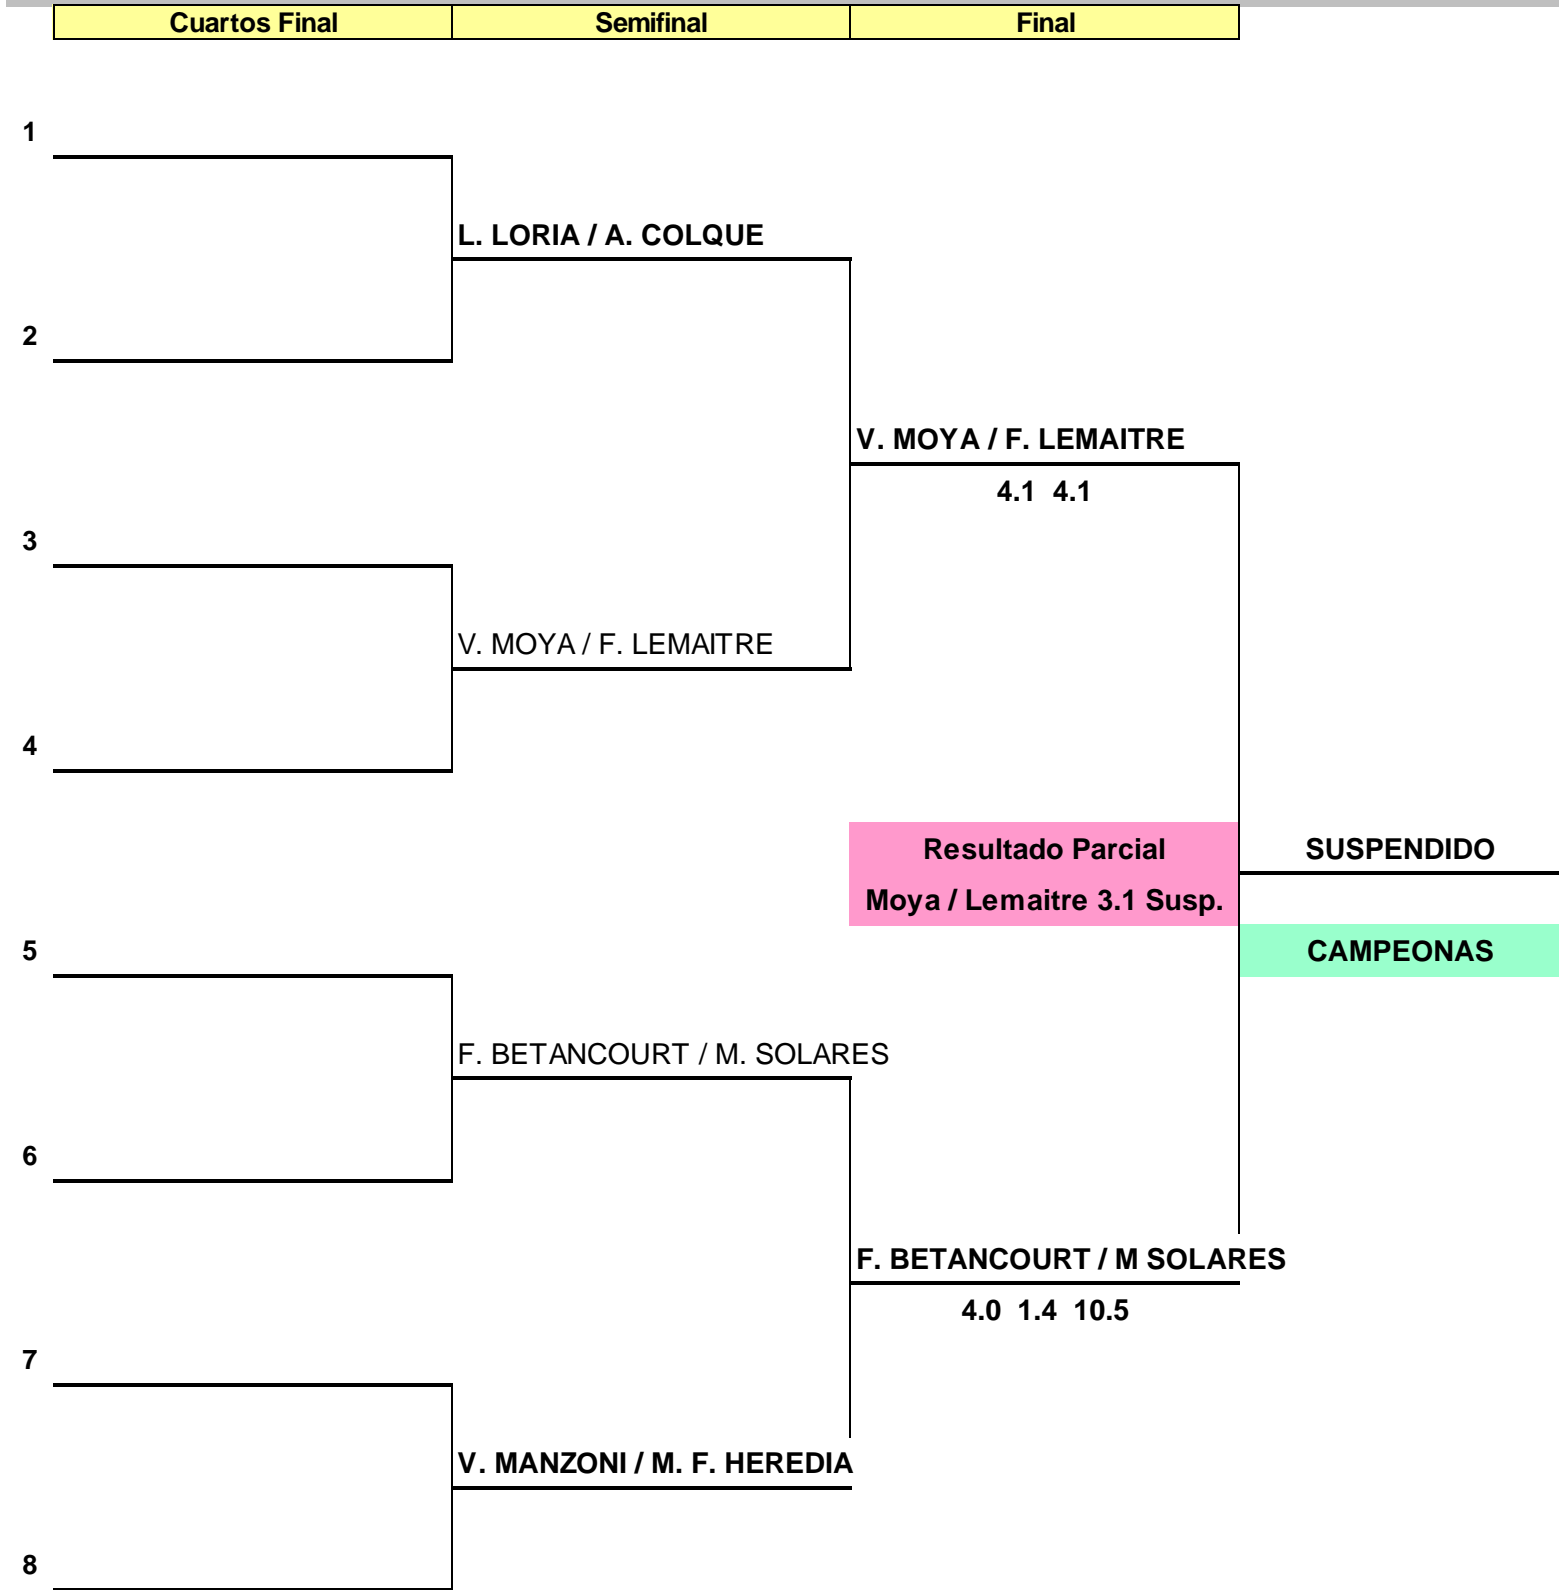 Cuartos Final Semifinal Final
1
L. LORIA / A. COLQUE
2
V. MOYA / F. LEMAITRE
4.1 4.1
3
V. MOYA / F. LEMAITRE
4
Resultado Parcial SUSPENDIDO
Moya / Lemaitre 3.1 Susp.
5 CAMPEONAS
F. BETANCOURT / M. SOLARES
6
F. BETANCOURT / M SOLARES
4.0 1.4 10.5
7
V. MANZONI / M. F. HEREDIA
8